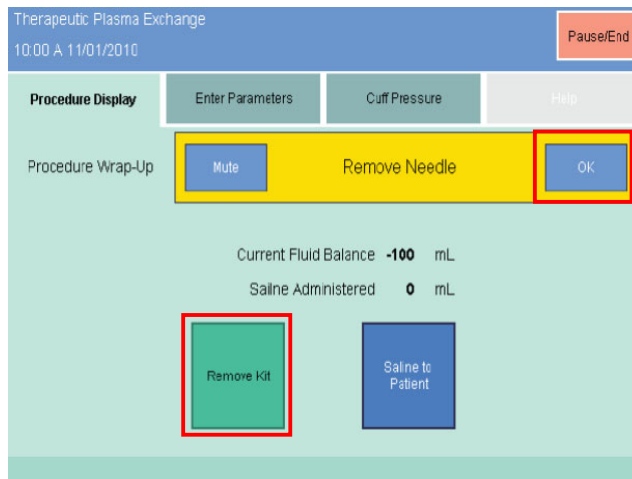 Therapeutic Plasma Exchange
10:00 A 11/01/2010
Pause/End
Procedure Display
Enter Parameters
Cuff Pressure
Help
Procedure Wrap-Up
Mute
Remove Needle
OK
Current Fluid Balance -100 mL
Saline Administered 0 mL
Remove Kit
Saline to
Patient